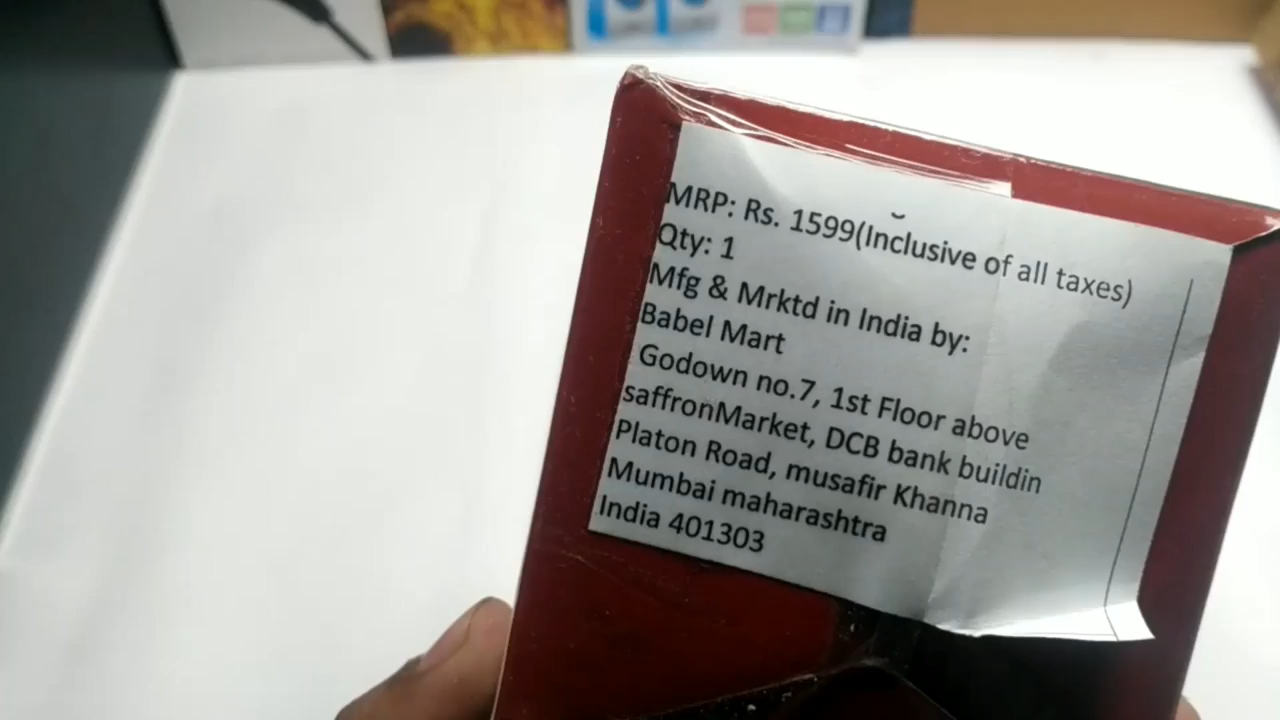 MRP: Rs. 1599(Inclusive of all taxes)
Qty: 1
Mfg & Mrktd in India by:
Babel Mart
Godown no.7, 1st Floor above
saffronMarket, DCB bank buildin
Platon Road, musafir Khanna
Mumbai maharashtra
India 401303